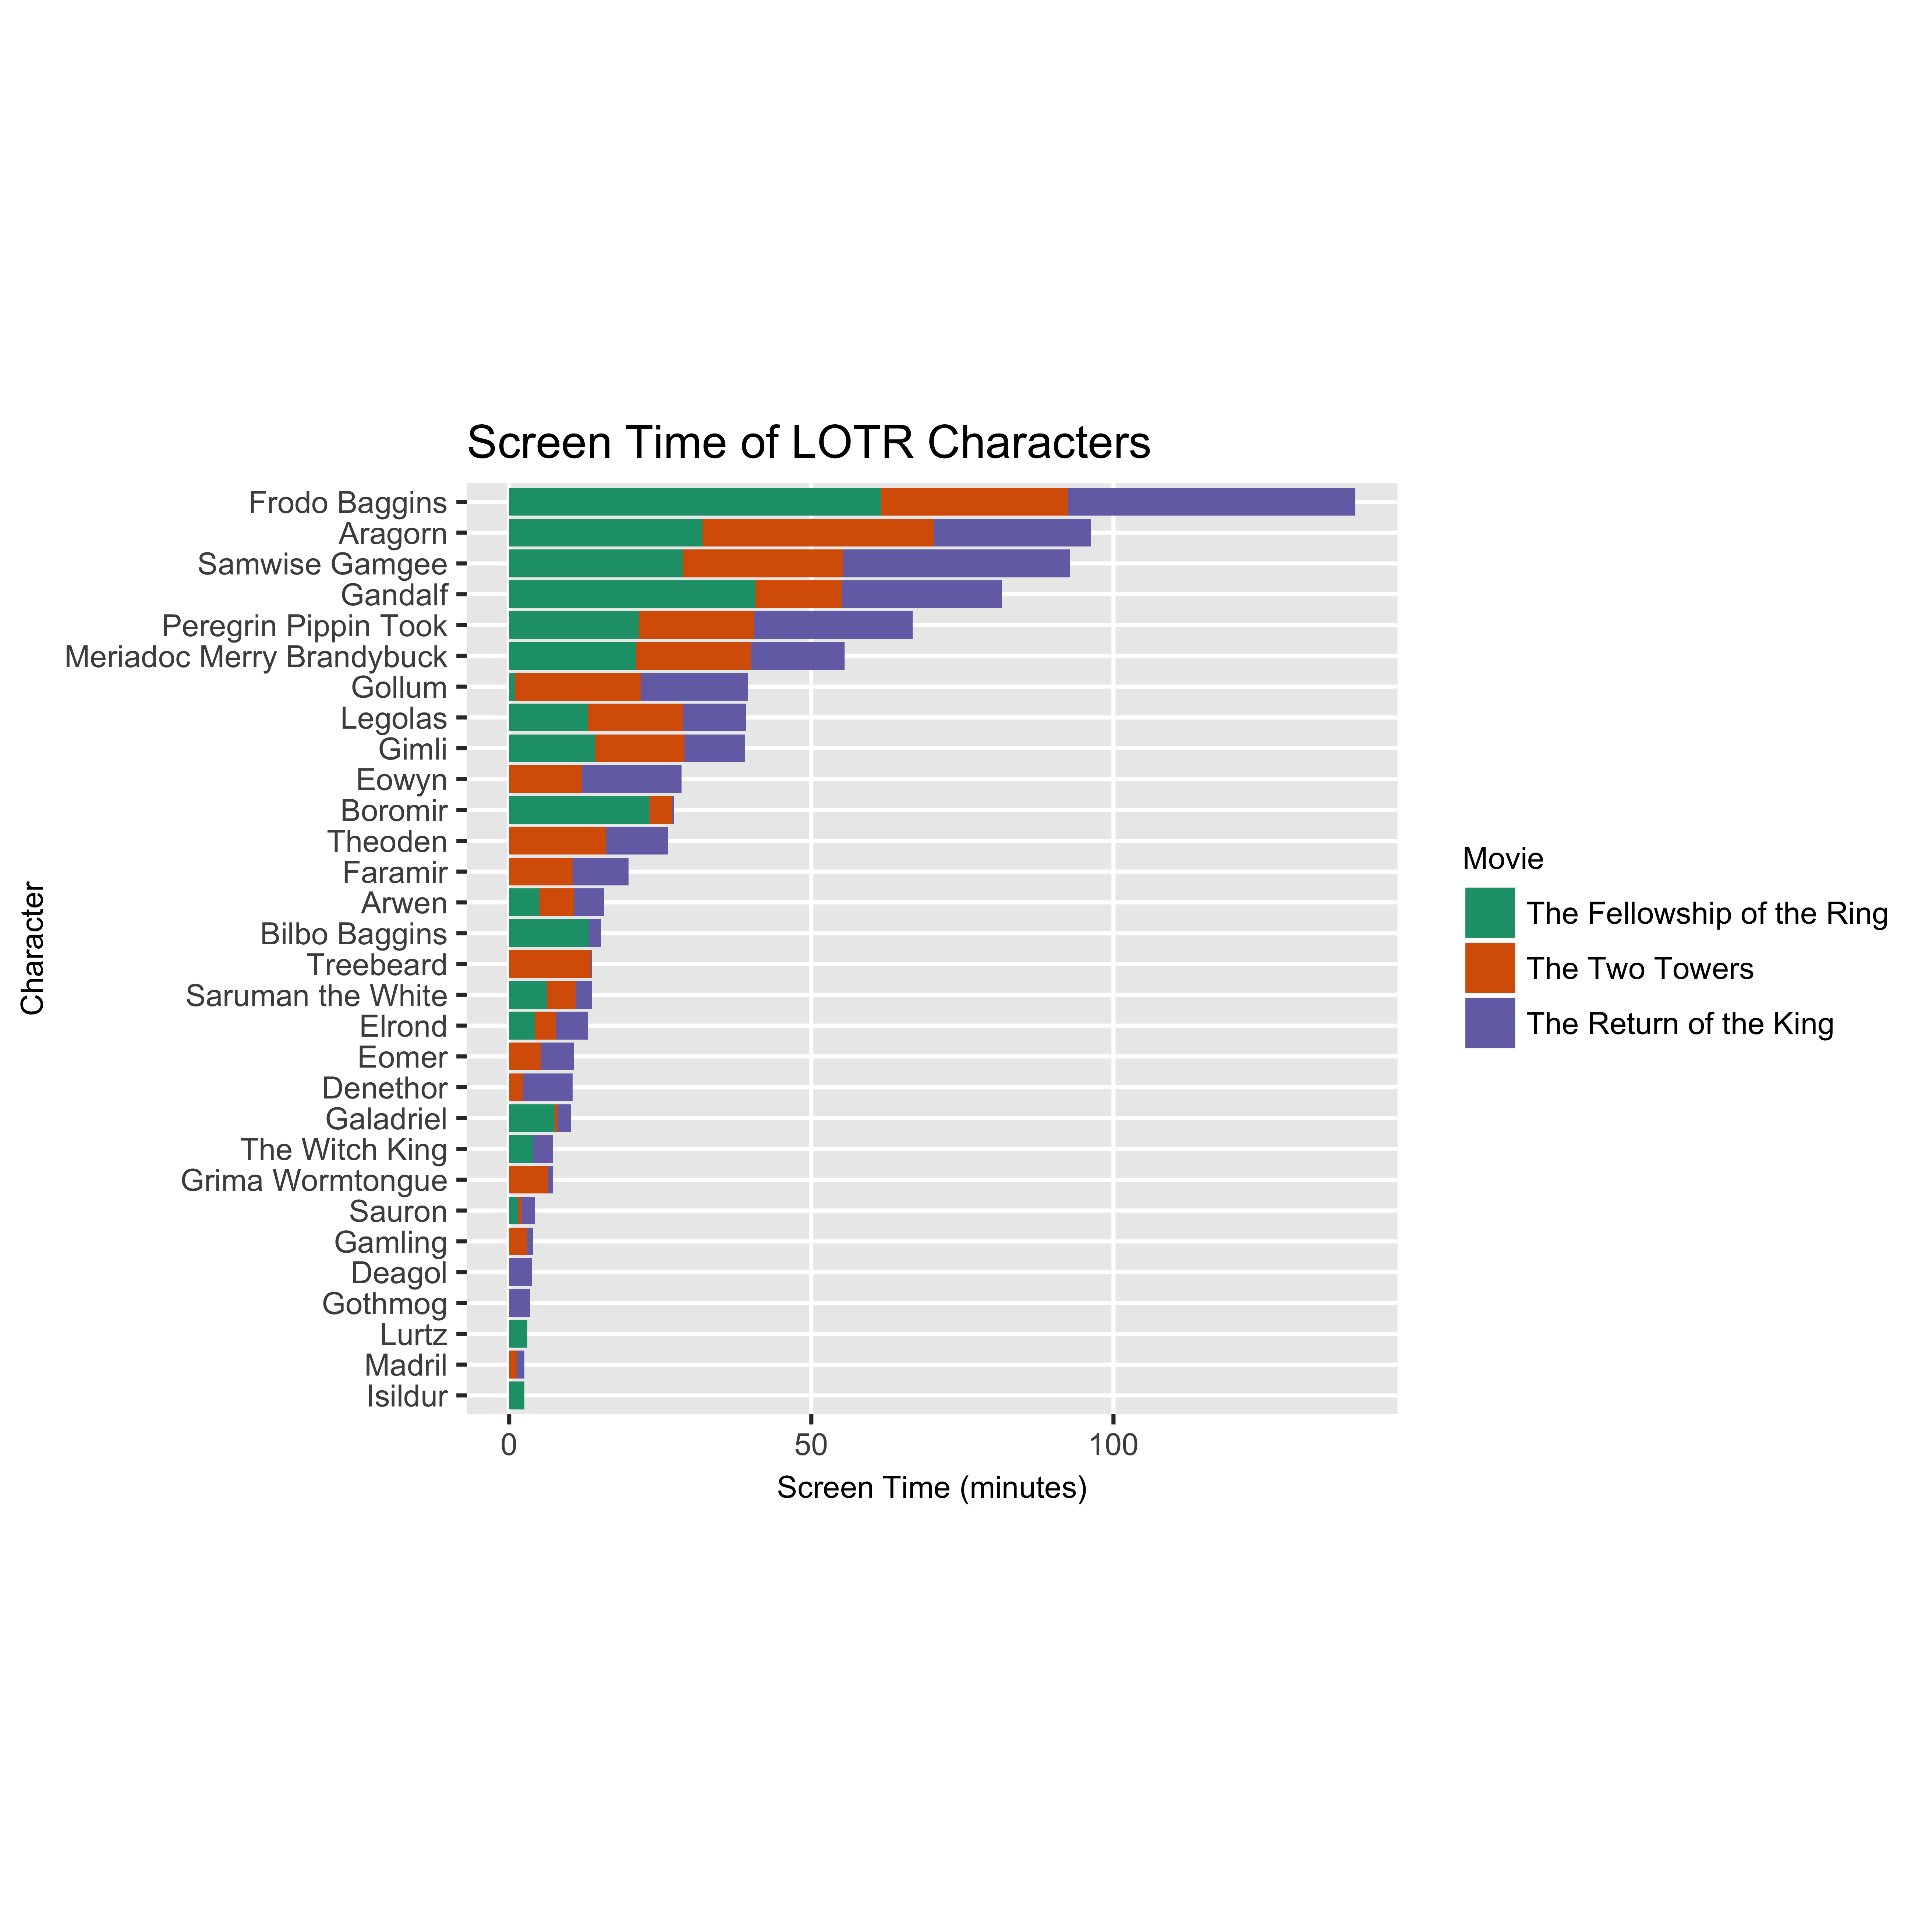 Screen Time of LOTR Characters
Frodo Baggins
Aragorn
Samwise Gamgee
Gandalf
Peregrin Pippin Took
Meriadoc Merry Brandybuck
Gollum
Legolas
Gimli
Eowyn
Boromir
Theoden
Faramir
Arwen
Bilbo Baggins
Treebeard
Saruman the White
Elrond
Eomer
Denethor
Galadriel
The Witch King
Grima Wormtongue
Sauron
Gamling
Deagol
Gothmog
Lurtz
Madril
Isildur
Character
0 50 100
Screen Time (minutes)
Movie
The Fellowship of the Ring
The Two Towers
The Return of the King